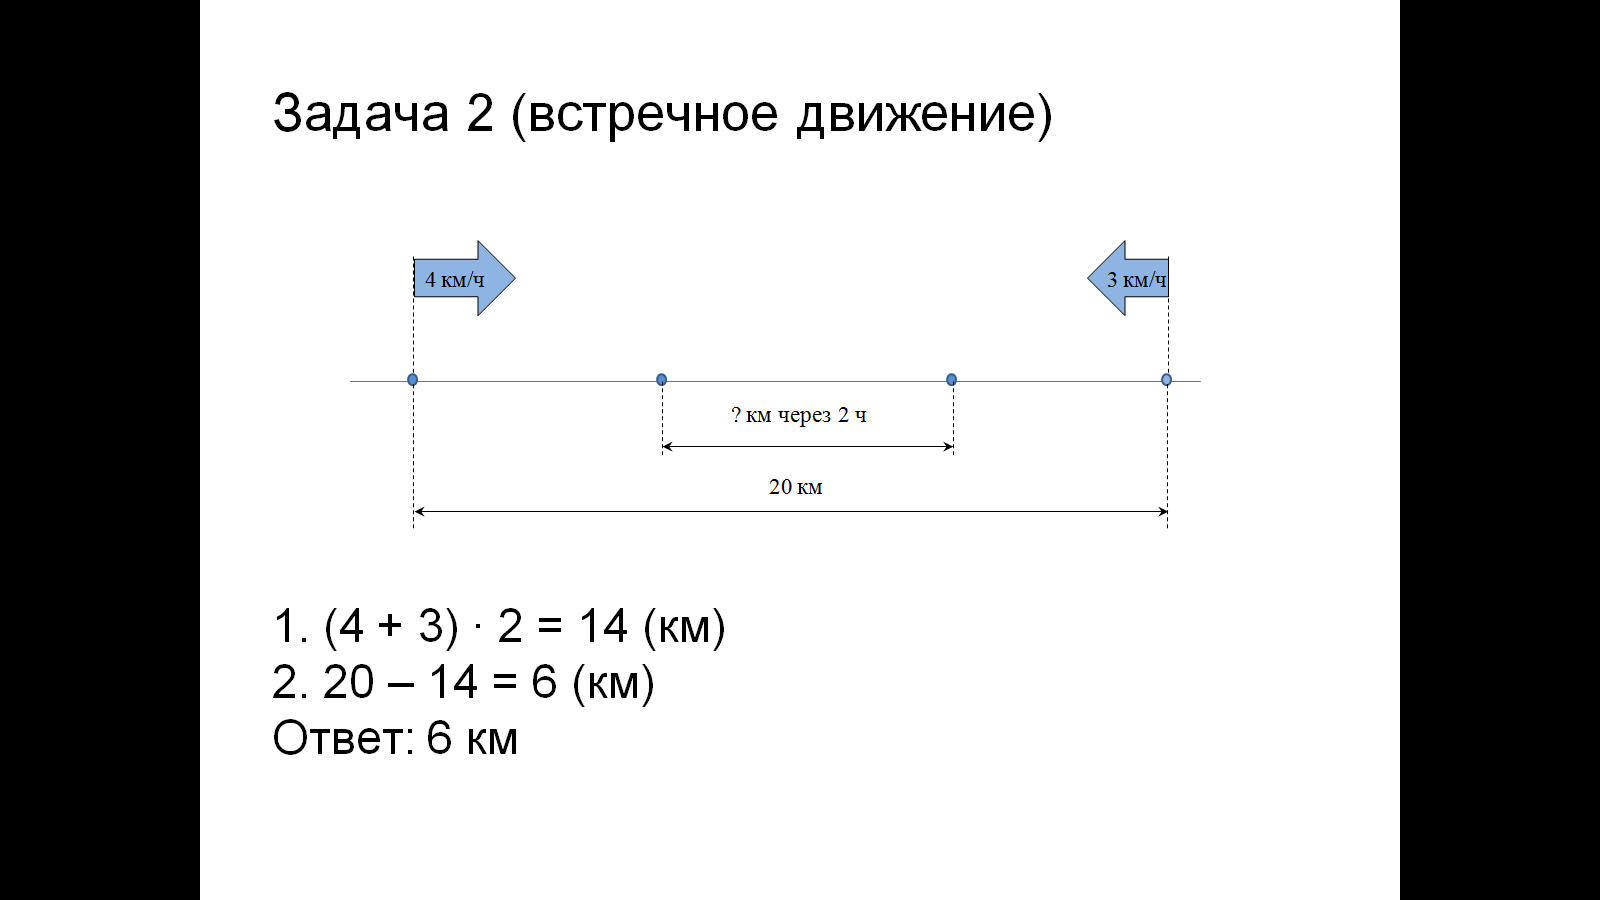 Задача 2 (встречное движение)
4 км/ч
3 км/ч
? км через 2 ч
20 км
1. (4 + 3) · 2 = 14 (км)
2. 20 – 14 = 6 (км)
Ответ: 6 км